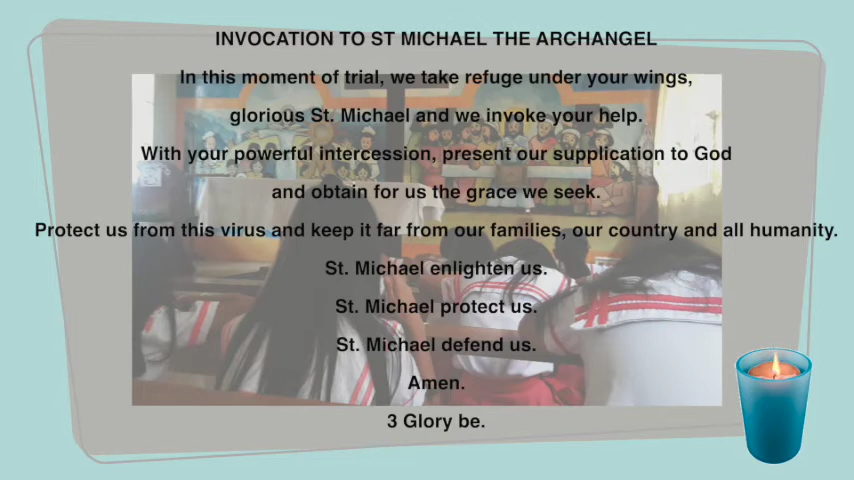 INVOCATION TO ST MICHAEL THE ARCHANGEL
In this moment of trial, we take refuge under your wings,
glorious St. Michael and we invoke your help.
With your powerful intercession, present our supplication to God
and obtain for us the grace we seek.
Protect us from this virus and keep it far from our families, our country and all humanity.
St. Michael enlighten us.
St. Michael protect us.
St. Michael defend us.
Amen.
3 Glory be.